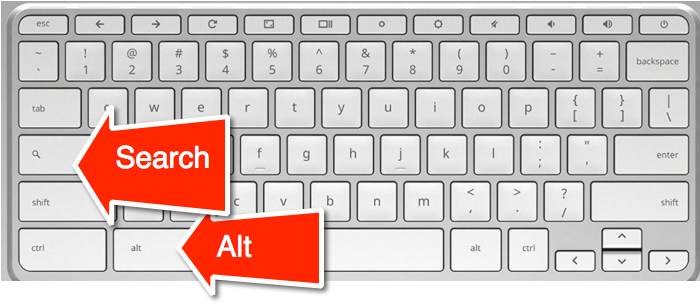 esc
~ ! @ # $ % ^ & * ( ) - +
` 1 2 3 4 5 6 7 8 9 0 - = backspace
tab q w e r t y u i o p { } |
[ ] \
Search f g h j k l : " enter
; '
shift c v b n m < > ? shift
, . /
ctrl alt Alt alt ctrl